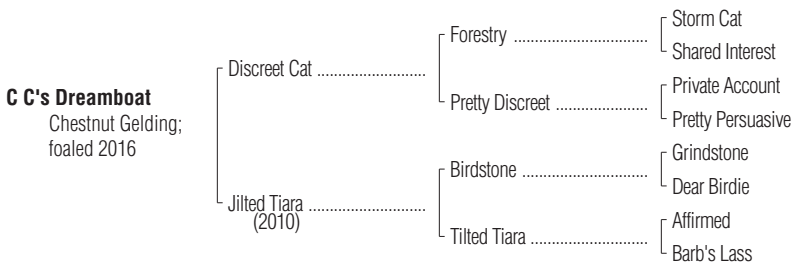 C C's Dreamboat
Chestnut Gelding;
foaled 2016
Discreet Cat ..........................
Jilted Tiara ............................
(2010)
Forestry ................................
Pretty Discreet ......................
Birdstone ..............................
Tilted Tiara ............................
Storm Cat
Shared Interest
Private Account
Pretty Persuasive
Grindstone
Dear Birdie
Affirmed
Barb's Lass